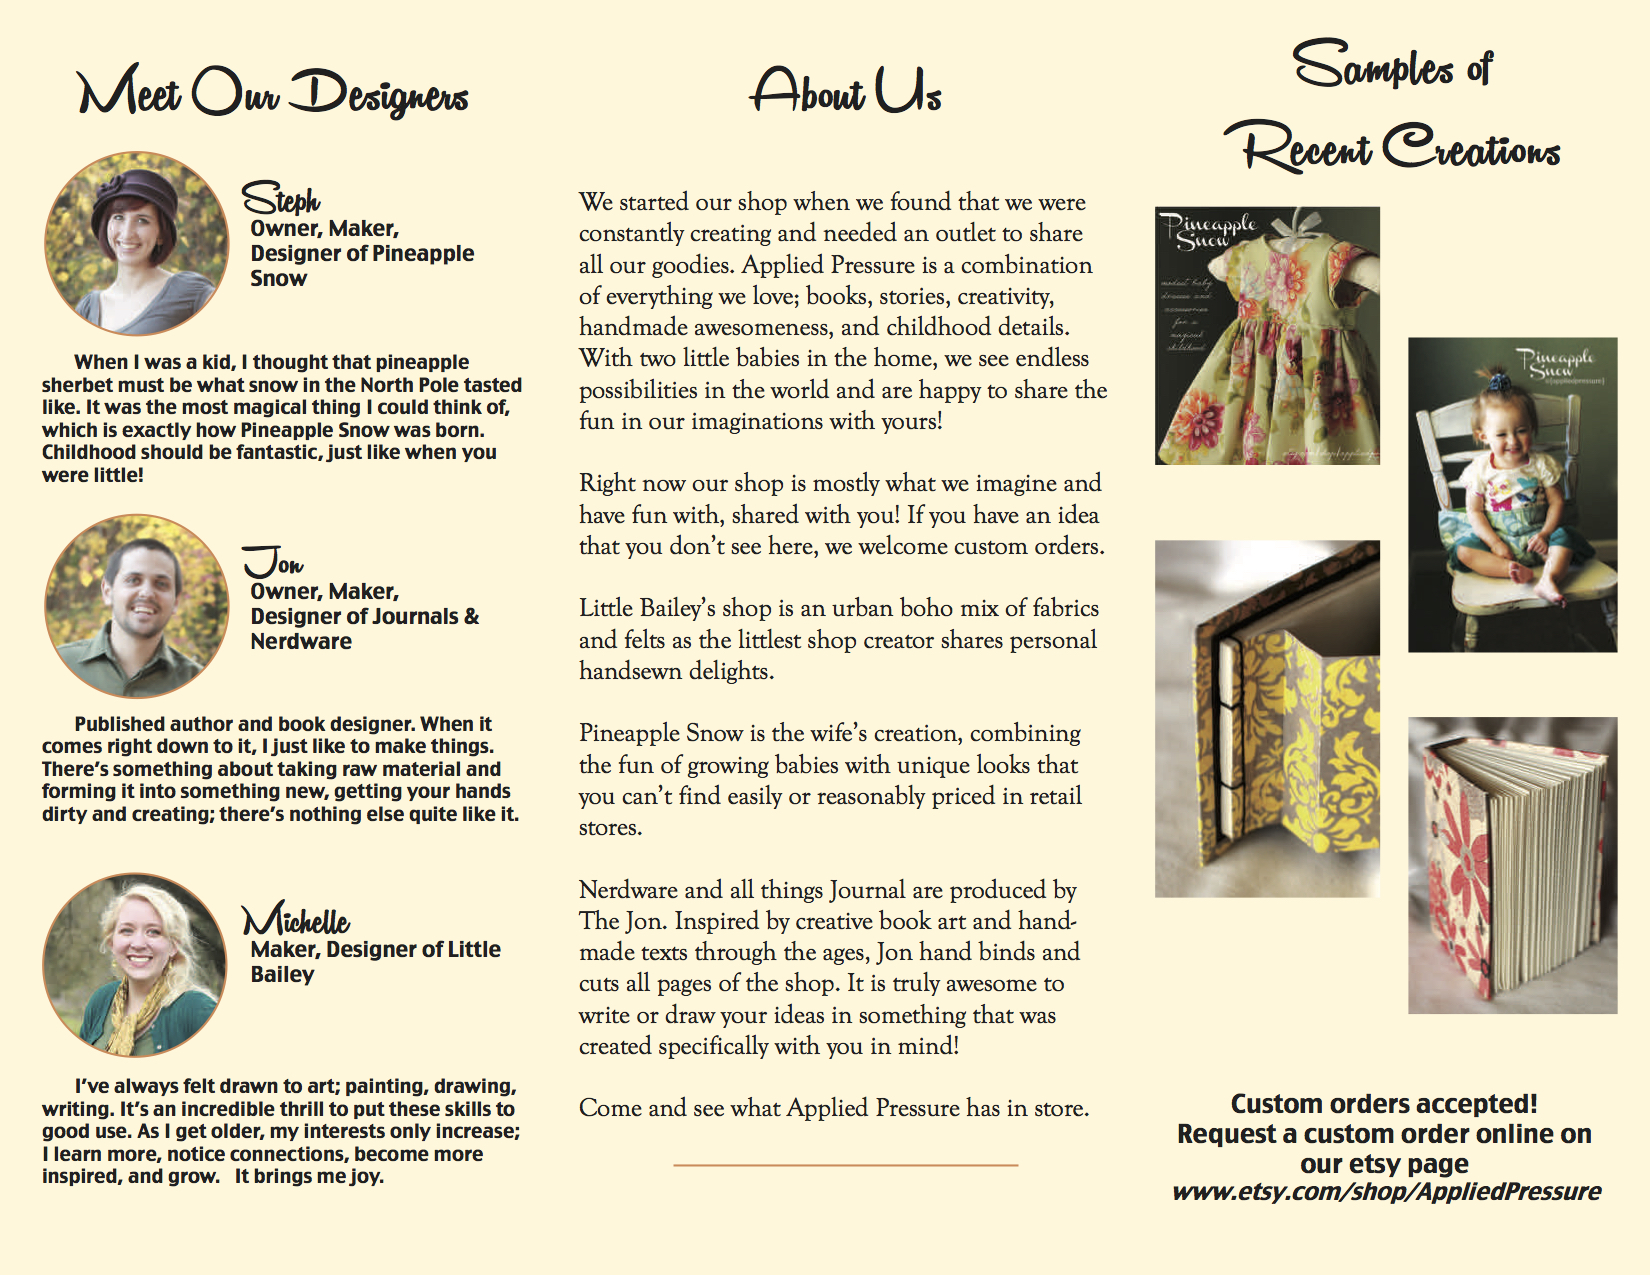 Meet Our Designers
Steph
Owner, Maker,
Designer of Pineapple
Snow
When I was a kid, I thought that pineapple
sherbet must be what snow in the North Pole tasted
like. It was the most magical thing I could think of,
which is exactly how Pineapple Snow was born.
Childhood should be fantastic, just like when you
were little!
Jon
Owner, Maker,
Designer of Journals &
Nerdware
Published author and book designer. When it
comes right down to it, I just like to make things.
There's something about taking raw material and
forming it into something new, getting your hands
dirty and creating; there's nothing else quite like it.
Michelle
Maker, Designer of Little
Bailey
I've always felt drawn to art; painting, drawing,
writing. It's an incredible thrill to put these skills to
good use. As I get older, my interests only increase;
I learn more, notice connections, become more
inspired, and grow. It brings me joy.
About Us
We started our shop when we found that we were
constantly creating and needed an outlet to share
all our goodies. Applied Pressure is a combination
of everything we love; books, stories, creativity,
handmade awesomeness, and childhood details.
With two little babies in the home, we see endless
possibilities in the world and are happy to share the
fun in our imaginations with yours!
Right now our shop is mostly what we imagine and
have fun with, shared with you! If you have an idea
that you don't see here, we welcome custom orders.
Little Bailey's shop is an urban boho mix of fabrics
and felts as the littlest shop creator shares personal
handsewn delights.
Pineapple Snow is the wife's creation, combining
the fun of growing babies with unique looks that
you can't find easily or reasonably priced in retail
stores.
Nerdware and all things Journal are produced by
The Jon. Inspired by creative book art and hand-
made texts through the ages, Jon hand binds and
cuts all pages of the shop. It is truly awesome to
write or draw your ideas in something that was
created specifically with you in mind!
Come and see what Applied Pressure has in store.
Samples of
Recent Creations
Pineapple
Snow
modest baby
dresses and
accessories
for a
magical
childhood
Pineapple
Snow
Custom orders accepted!
Request a custom order online on
our etsy page
www.etsy.com/shop/AppliedPressure